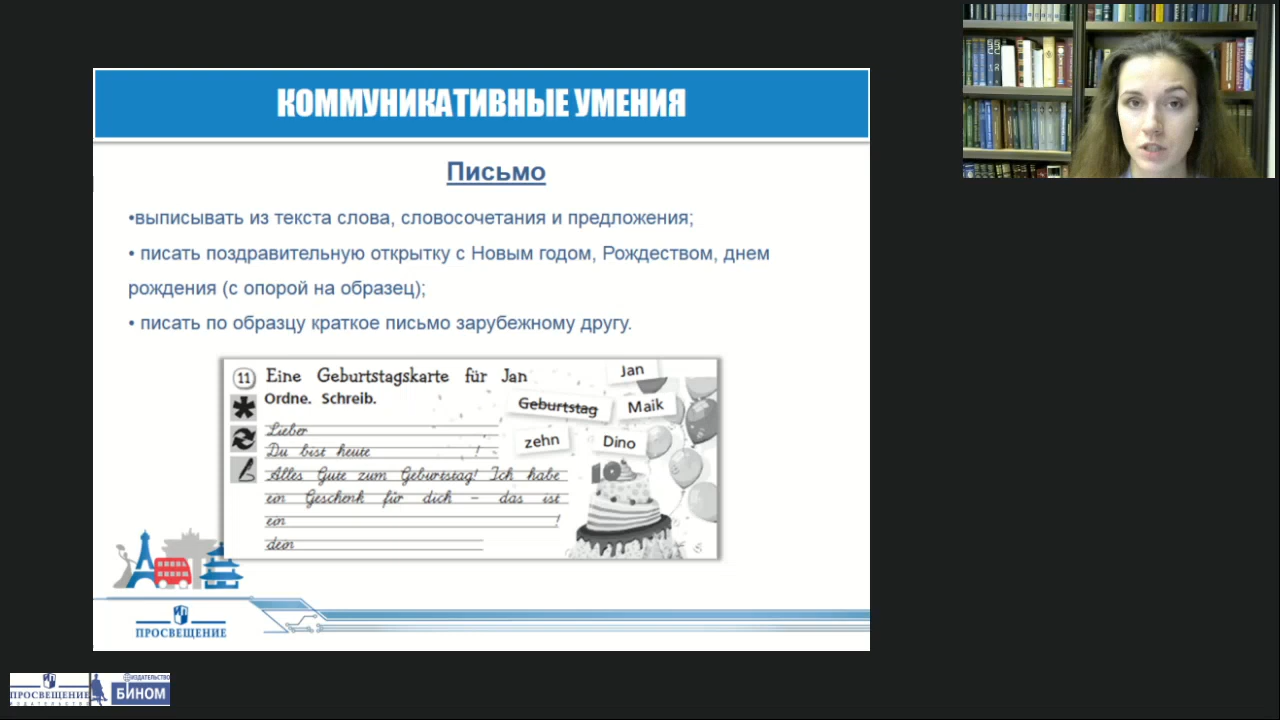 КОММУНИКАТИВНЫЕ УМЕНИЯ
Письмо
•выписывать из текста слова, словосочетания и предложения;
• писать поздравительную открытку с Новым годом, Рождеством, днем
рождения (с опорой на образец);
• писать по образцу краткое письмо зарубежному другу.
11 Eine Geburtstagskarte für Jan
Ordne. Schreib.
Jan
Geburtstag
Maik
zehn
Dino
Lieber
Du bist heute !
Alles Gute zum Geburtstag! Ich habe
ein Geschenk für dich – das ist
ein !
dein
10
ПРОСВЕЩЕНИЕ
ПРОСВЕЩЕНИЕ
ИЗДАТЕЛЬСТВО
ИЗДАТЕЛЬСТВО
БИНОМ